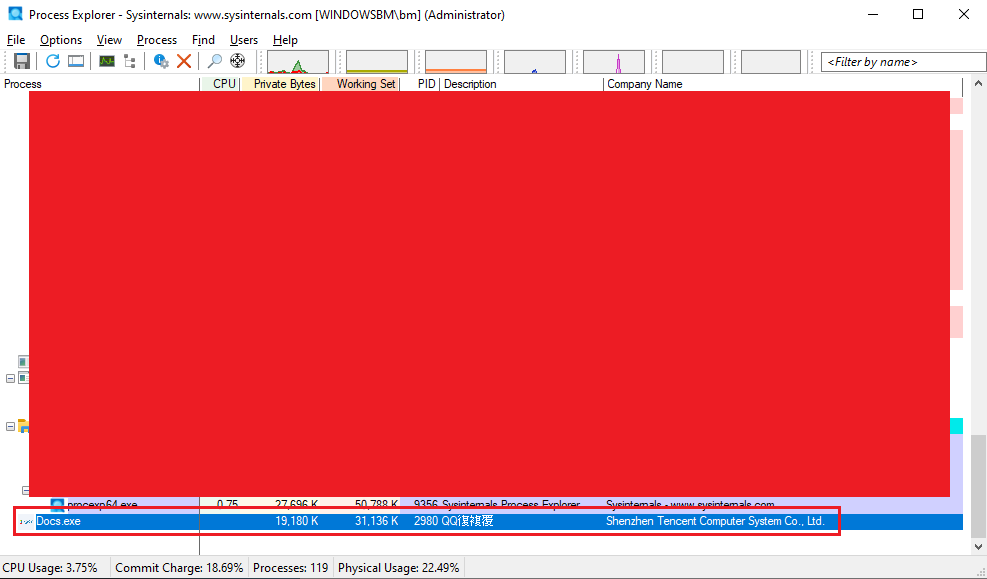 Process Explorer - Sysinternals: www.sysinternals.com [WINDOWSBM\bm] (Administrator)
File Options View Process Find Users Help
<Filter by name>
Process CPU Private Bytes Working Set PID Description Company Name
procexp64.exe 0.75 27,696 K 50,788 K 9356 Sysinternals Process Explorer Sysinternals - www.sysinternals.com
Docs.exe 19,180 K 31,136 K 2980 QQ復複覆 Shenzhen Tencent Computer System Co., Ltd.
CPU Usage: 3.75% Commit Charge: 18.69% Processes: 119 Physical Usage: 22.49%